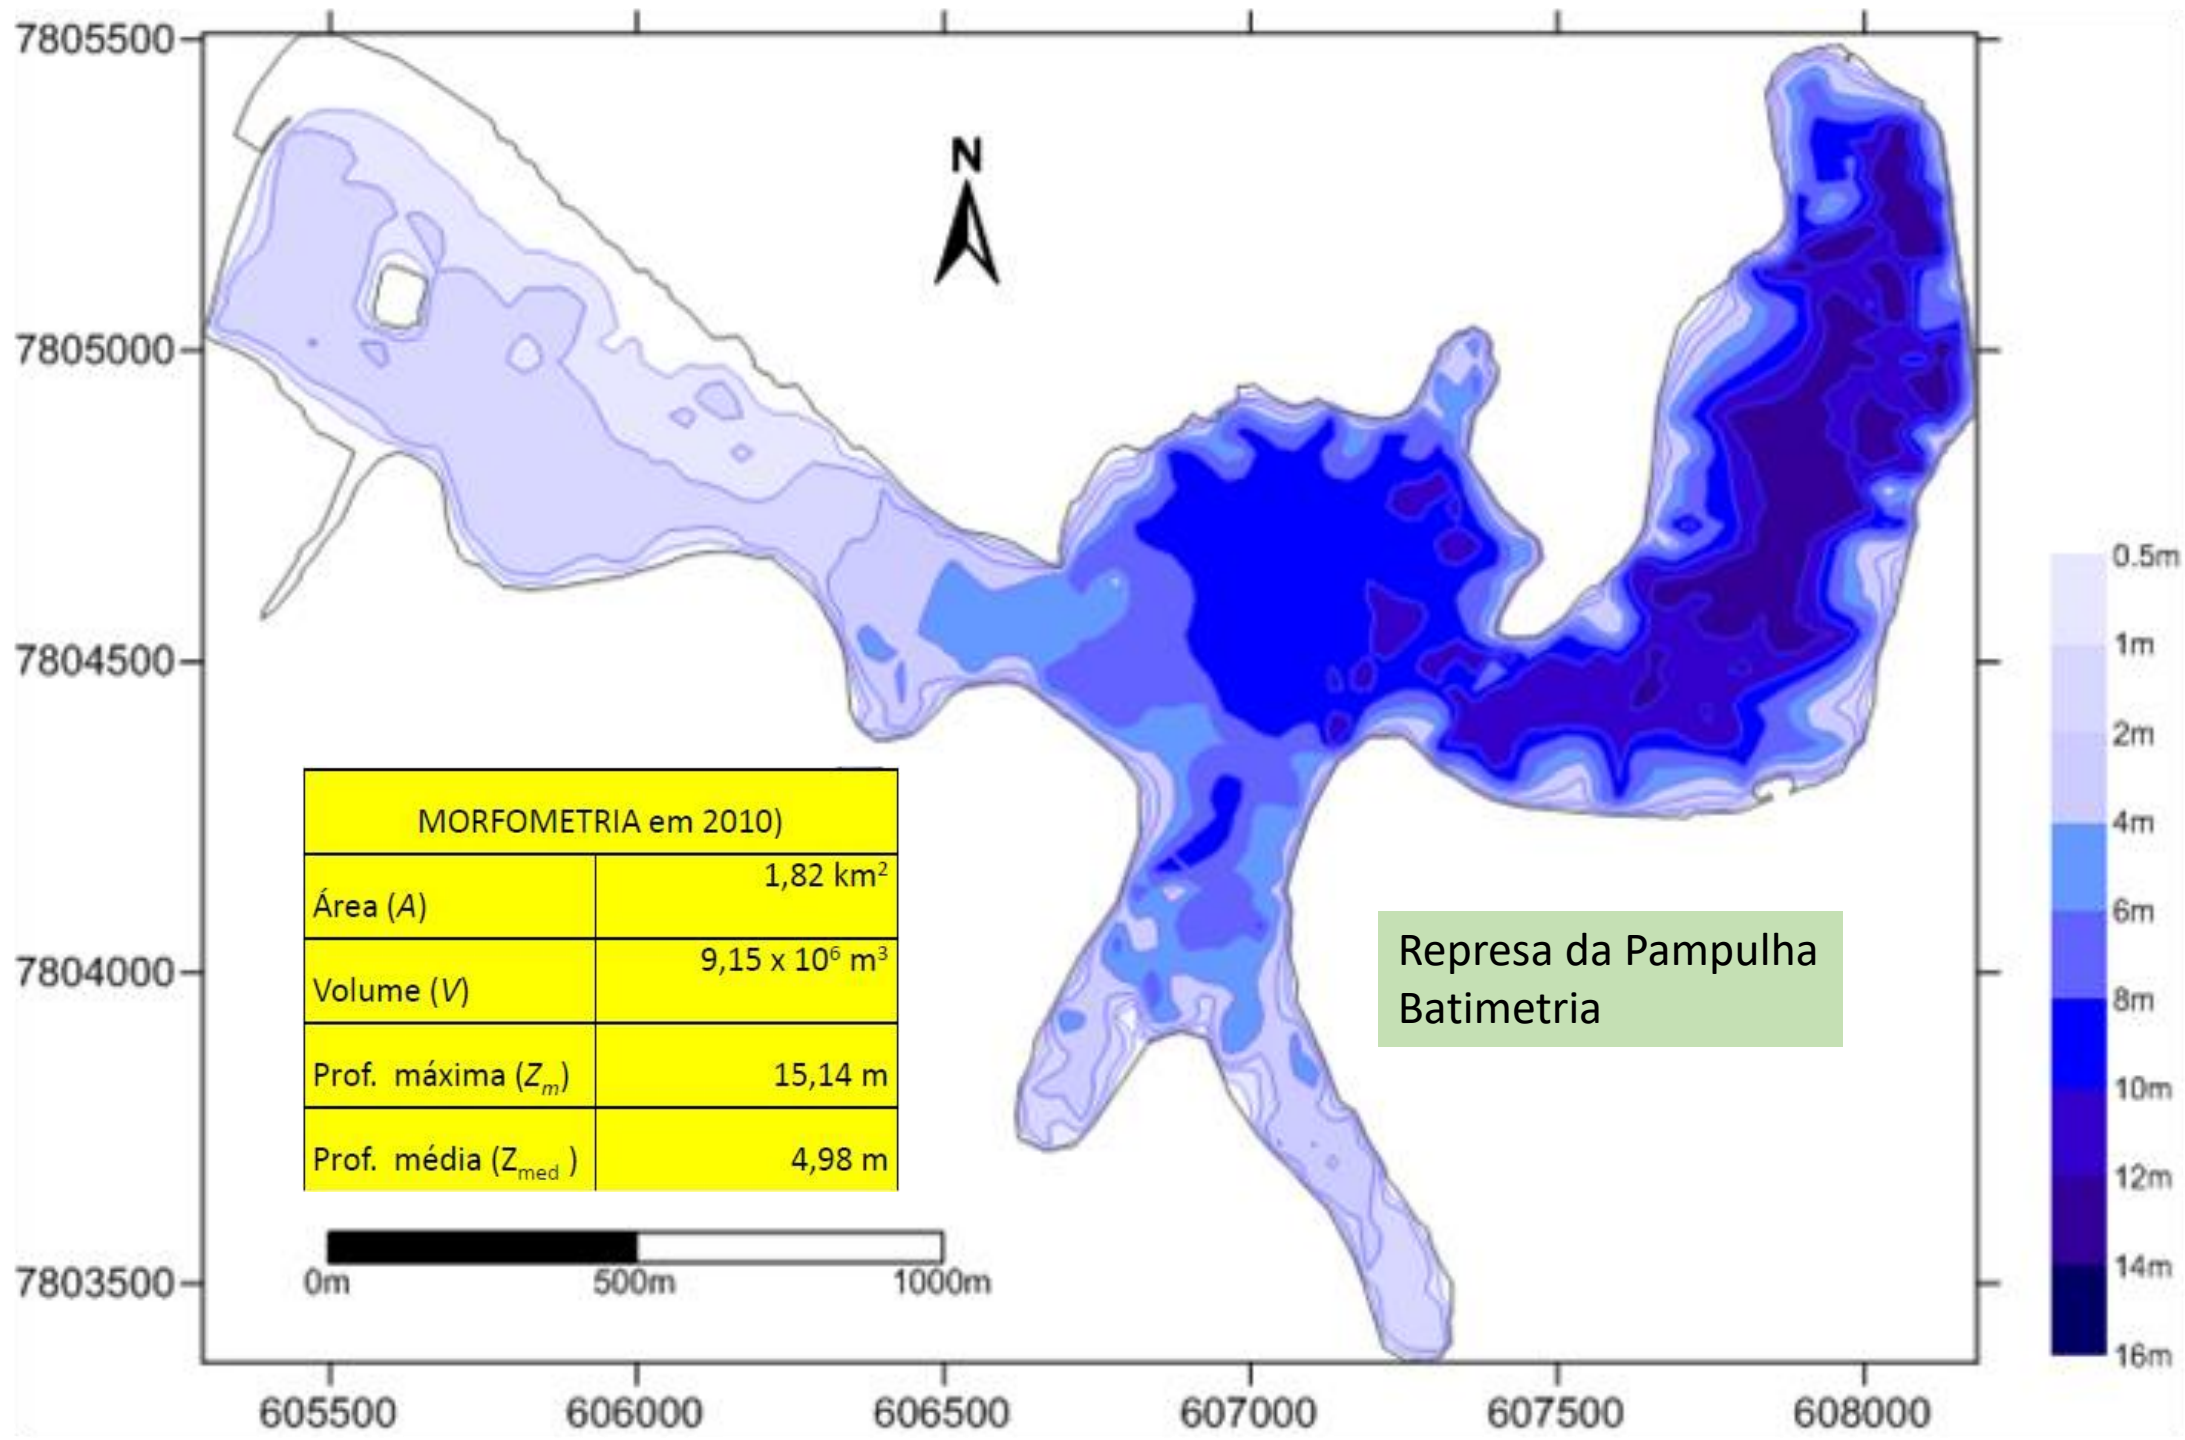 7805500
7805000
7804500
7804000
7803500
N
0.5m
1m
2m
4m
6m
8m
10m
12m
14m
16m
MORFOMETRIA em 2010)
Área (A) 1,82 km²
Volume (V) 9,15 x 10⁶ m³
Prof. máxima (Zₘ) 15,14 m
Prof. média (Z_med ) 4,98 m
Represa da Pampulha
Batimetria
0m 500m 1000m
605500 606000 606500 607000 607500 608000